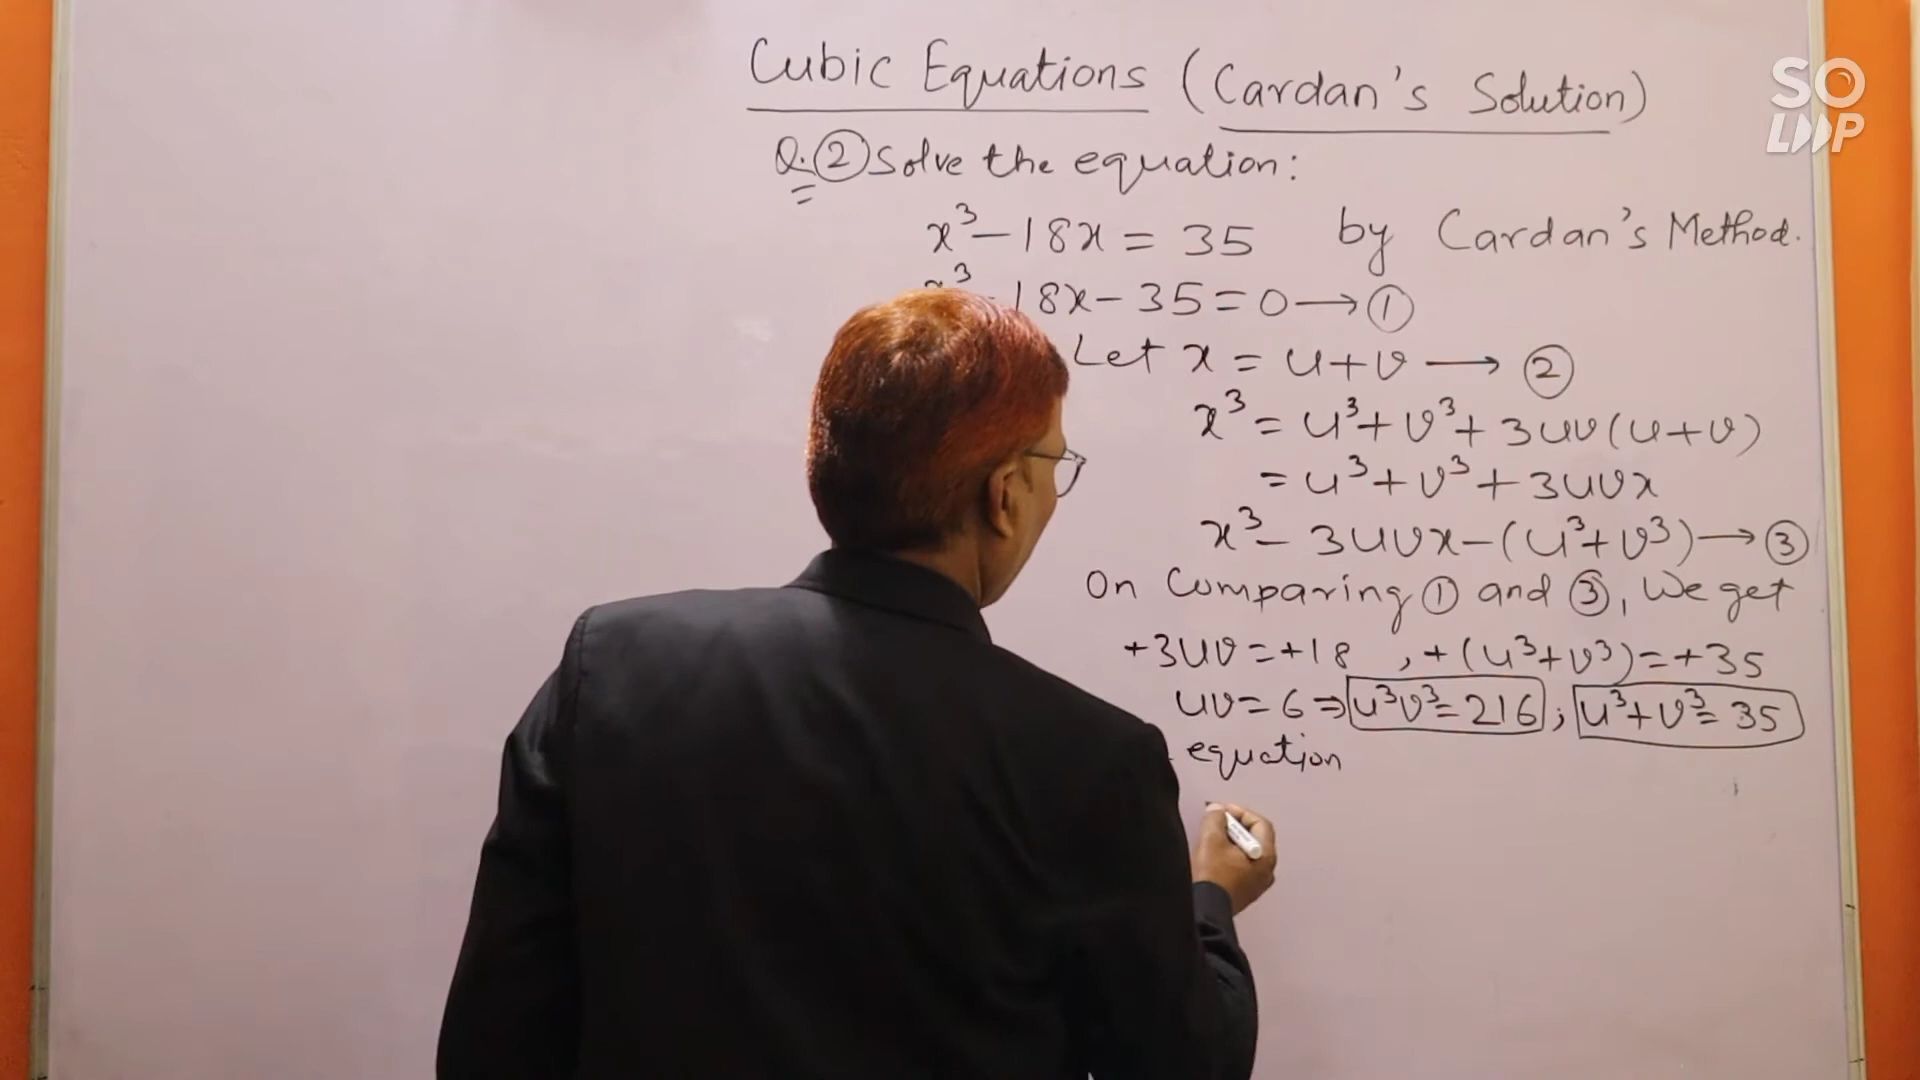 Cubic Equations (Cardan's Solution)
Q.② Solve the equation:
x³ – 18x = 35 by Cardan's Method.
x³ – 18x – 35 = 0 → ①
Let x = u + v → ②
x³ = u³ + v³ + 3uv(u+v)
= u³ + v³ + 3uvx
x³ – 3uvx – (u³ + v³) → ③
On Comparing ① and ③, We get
+3uv = +18 , +(u³ + v³) = +35
uv = 6 ⇒ u³v³ = 216 ; u³ + v³ = 35
equation
SO
LOOP